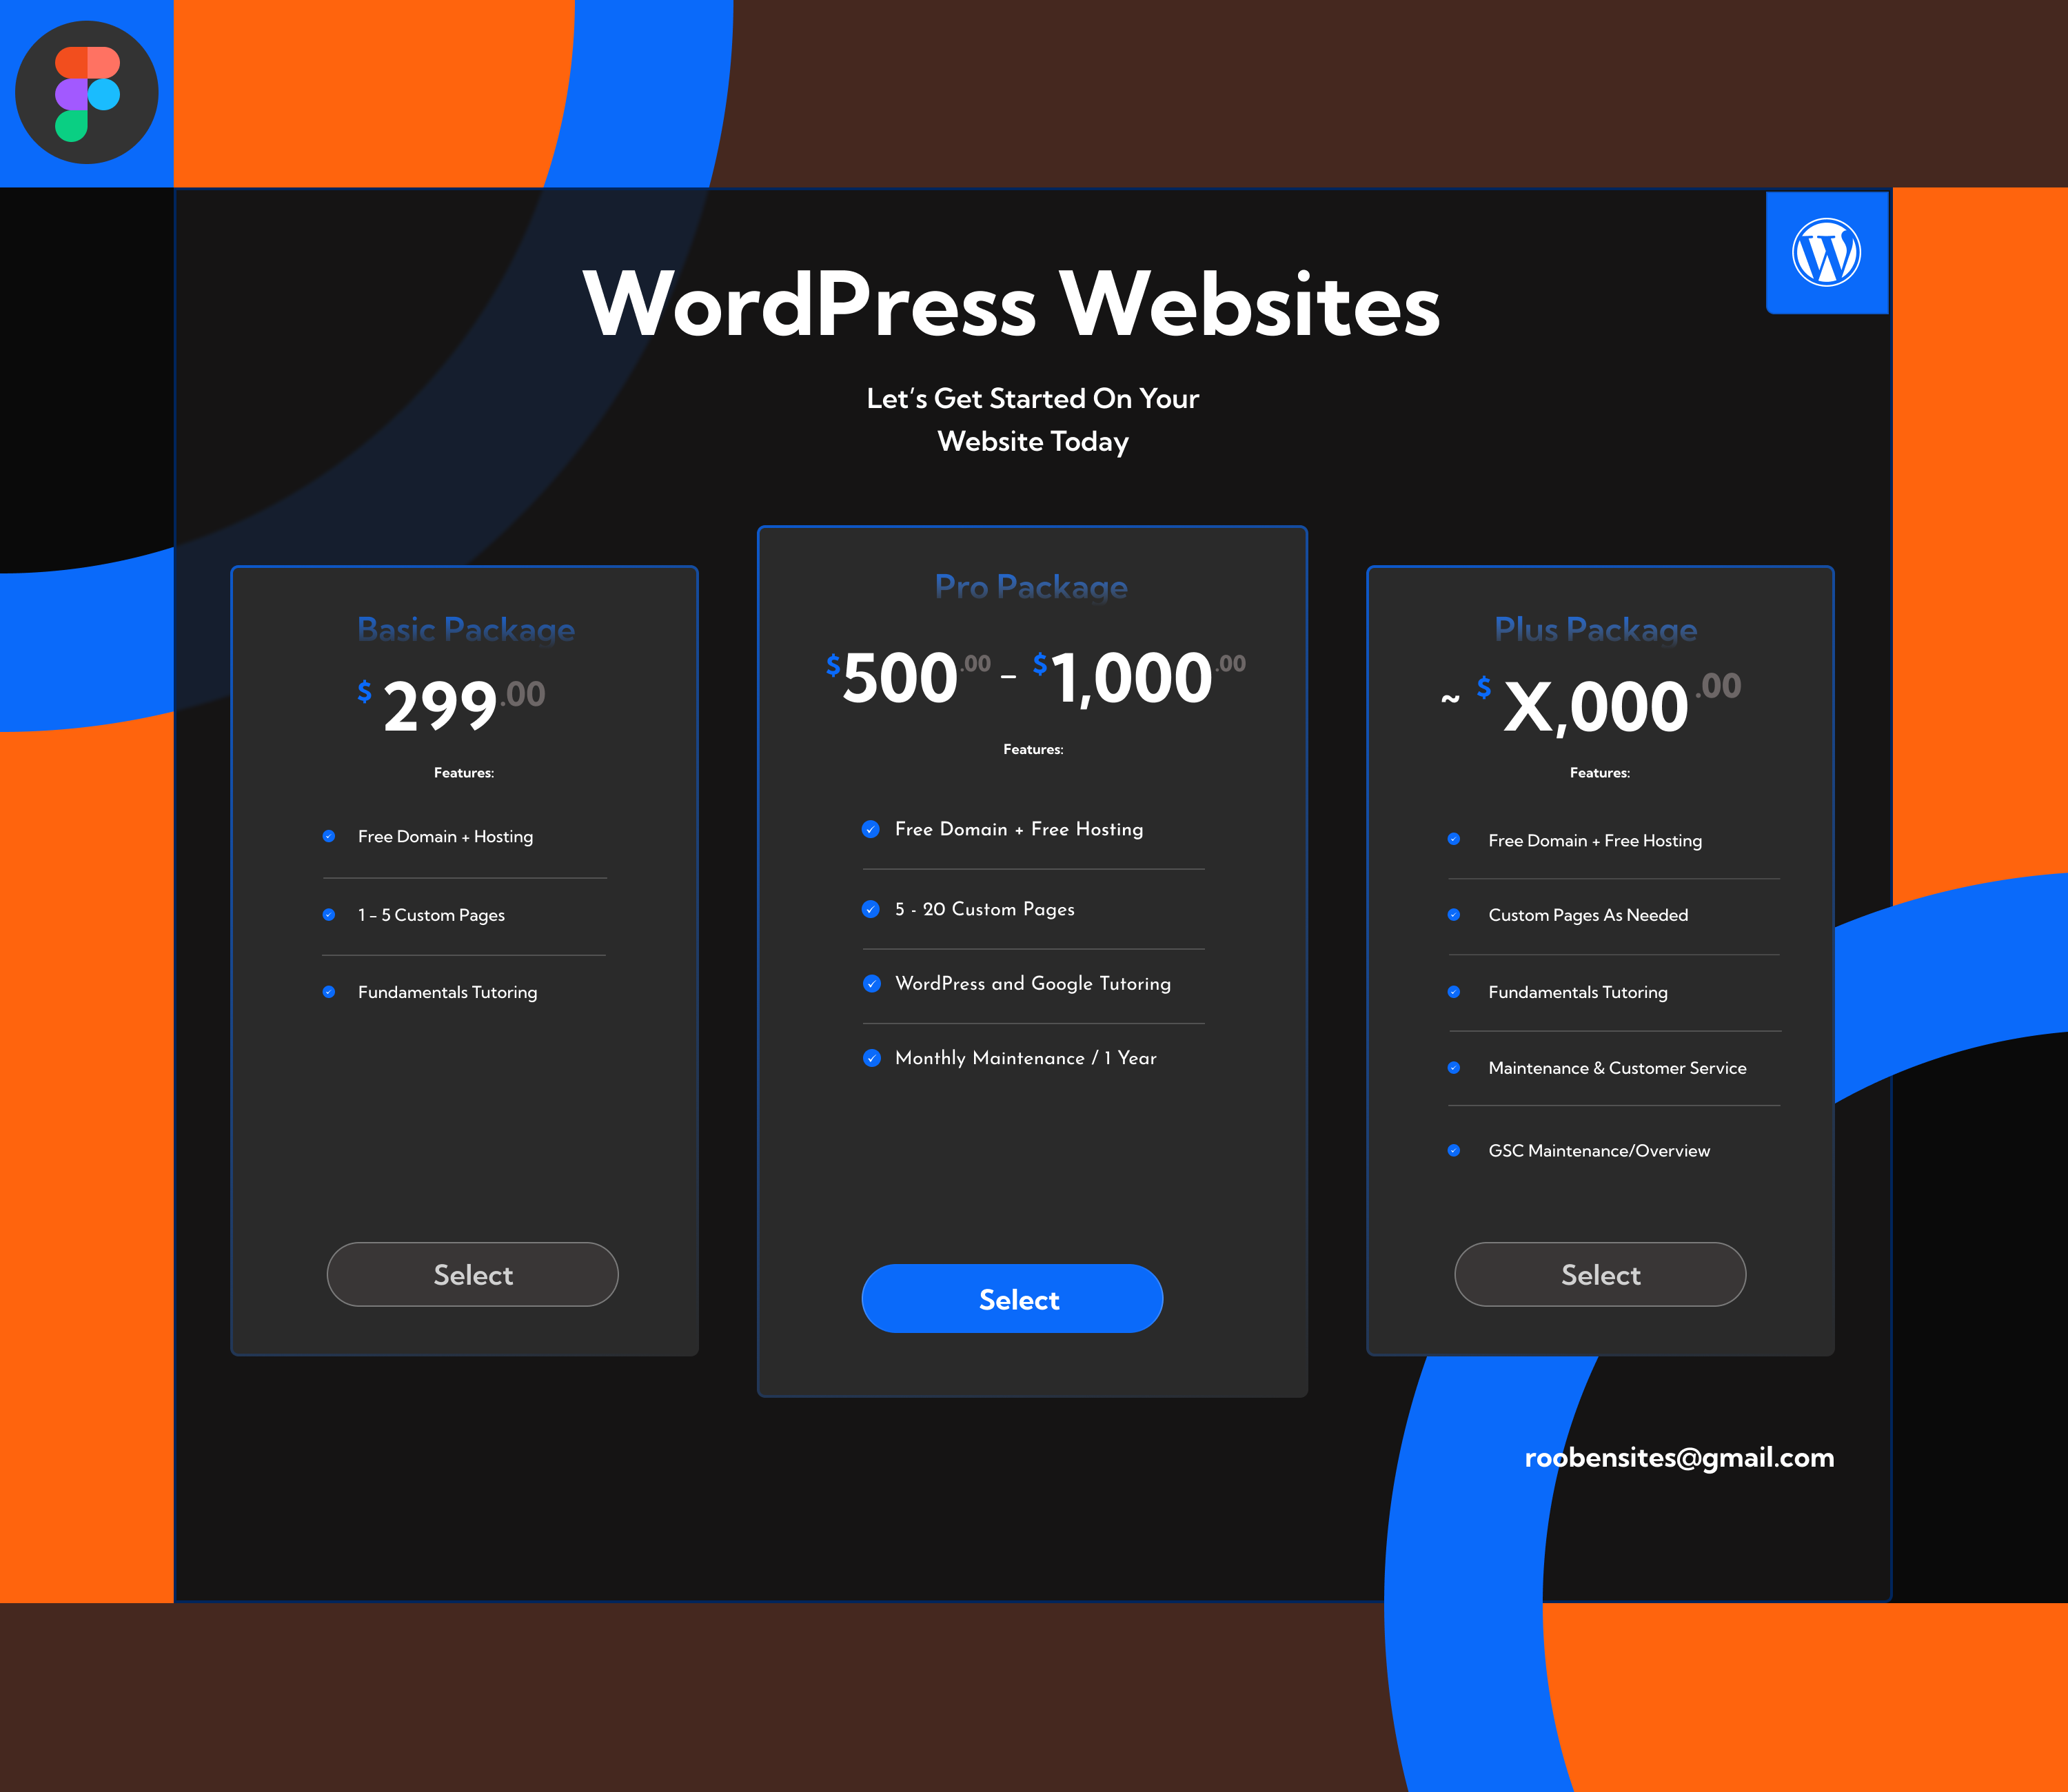 WordPress Websites
Let's Get Started On Your
Website Today
Basic Package
$ 299.00
Features:
Free Domain + Hosting
1 - 5 Custom Pages
Fundamentals Tutoring
Select
Pro Package
$500.00 - $1,000.00
Features:
Free Domain + Free Hosting
5 - 20 Custom Pages
WordPress and Google Tutoring
Monthly Maintenance / 1 Year
Select
Plus Package
~ $ X,000.00
Features:
Free Domain + Free Hosting
Custom Pages As Needed
Fundamentals Tutoring
Maintenance & Customer Service
GSC Maintenance/Overview
Select
roobensites@gmail.com